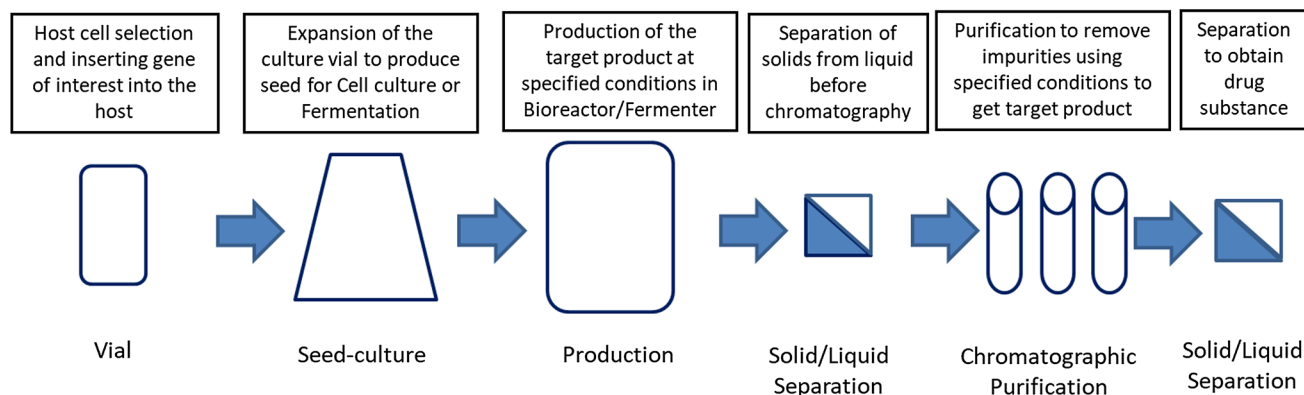 Host cell selection
and inserting gene
of interest into the
host
Expansion of the
culture vial to produce
seed for Cell culture or
Fermentation
Production of the
target product at
specified conditions in
Bioreactor/Fermenter
Separation of
solids from liquid
before
chromatography
Purification to remove
impurities using
specified conditions to
get target product
Separation
to obtain
drug
substance
Vial
Seed-culture
Production
Solid/Liquid
Separation
Chromatographic
Purification
Solid/Liquid
Separation